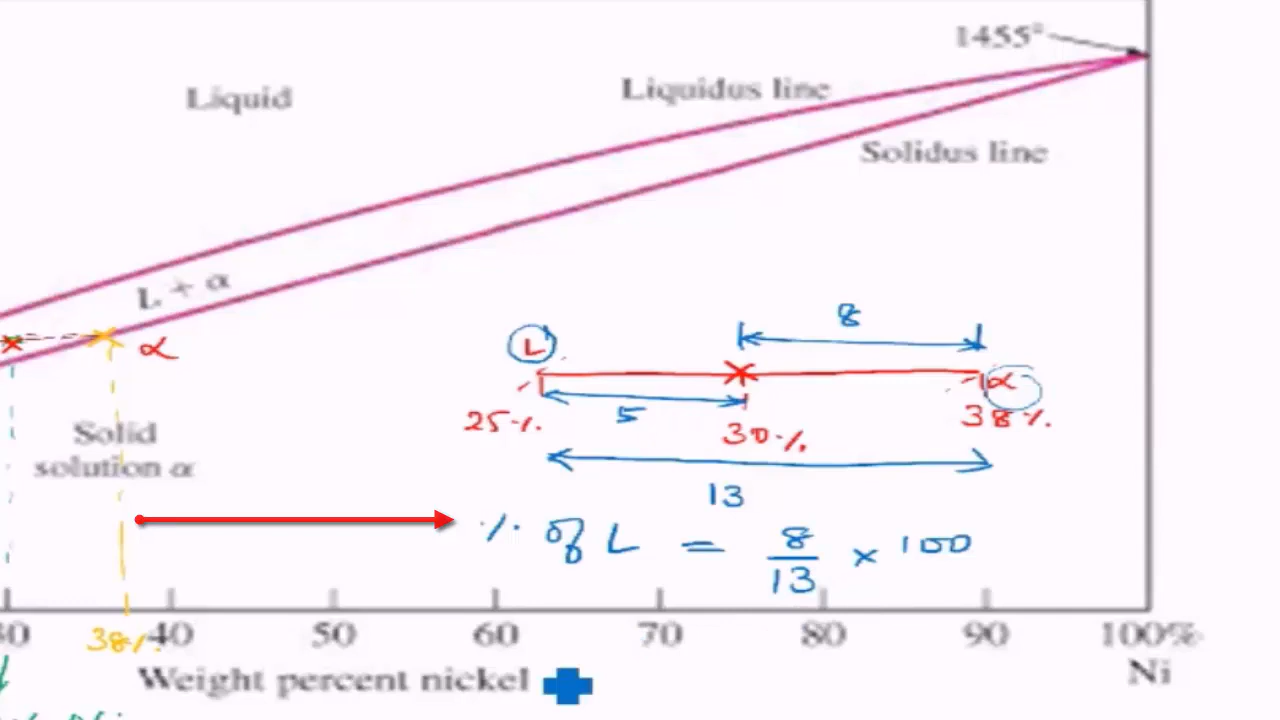 1455°
Liquidus line
Liquid
Solidus line
L + α
8
L
α
α
5
25%
30%
38%
Solid
solution α
13
% of L = 8/13 × 100
40 50 60 70 80 90 100%
38%
Weight percent nickel
Ni